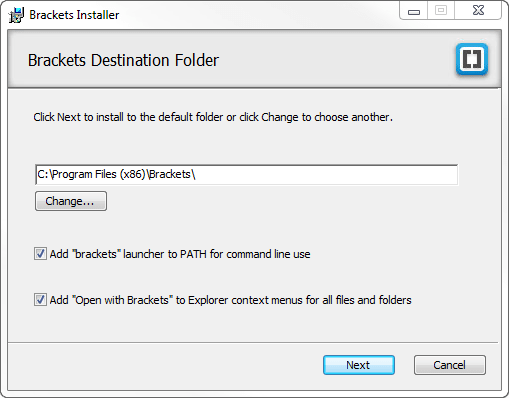 Brackets Installer
Brackets Destination Folder
Click Next to install to the default folder or click Change to choose another.
C:\Program Files (x86)\Brackets\
Change...
Add "brackets" launcher to PATH for command line use
Add "Open with Brackets" to Explorer context menus for all files and folders
Next
Cancel